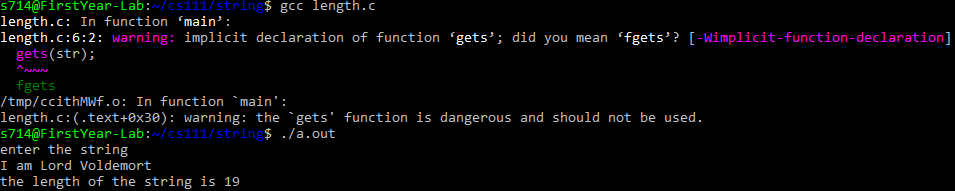 s714@FirstYear-Lab:~/cs111/string$ gcc length.c
length.c: In function ‘main’:
length.c:6:2: warning: implicit declaration of function ‘gets’; did you mean ‘fgets’? [-Wimplicit-function-declaration]
  gets(str);
  ^~~~
  fgets
/tmp/ccithMWf.o: In function `main':
length.c:(.text+0x30): warning: the `gets' function is dangerous and should not be used.
s714@FirstYear-Lab:~/cs111/string$ ./a.out
enter the string
I am Lord Voldemort
the length of the string is 19